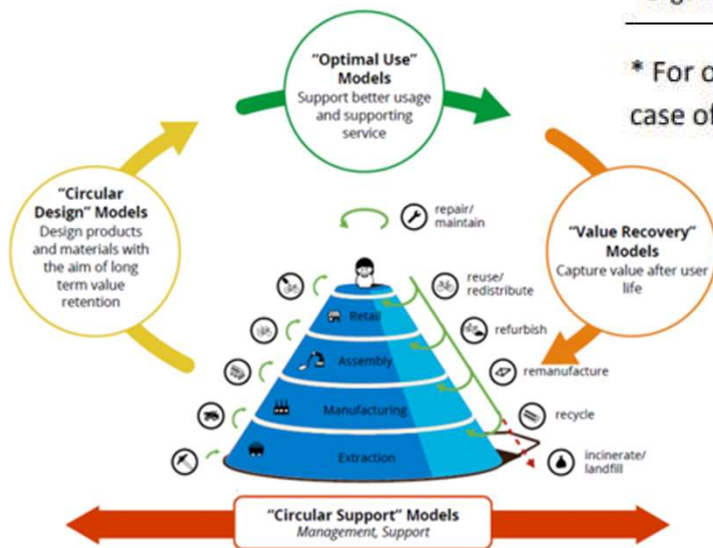 "Optimal Use"
Models
Support better usage
and supporting
service
* For o
case of
"Circular
Design" Models
Design products
and materials with
the aim of long
term value
retention
"Value Recovery"
Models
Capture value after user
life
repair/
maintain
reuse/
redistribute
refurbish
remanufacture
recycle
incinerate/
landfill
Retail
Assembly
Manufacturing
Extraction
"Circular Support" Models
Management, Support